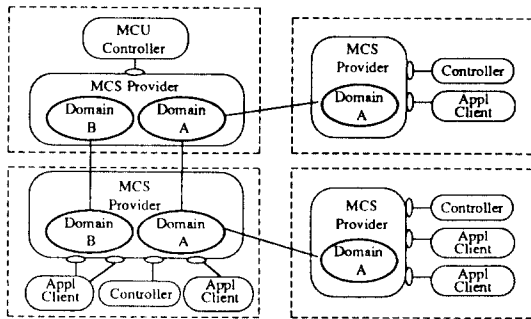 MCU
Controller
MCS Provider
Domain
B
Domain
A
MCS
Provider
Domain
A
Controller
Appl
Client
MCS
Provider
Domain
B
Domain
A
Appl
Client
Controller
Appl
Client
MCS
Provider
Domain
A
Controller
Appl
Client
Appl
Client